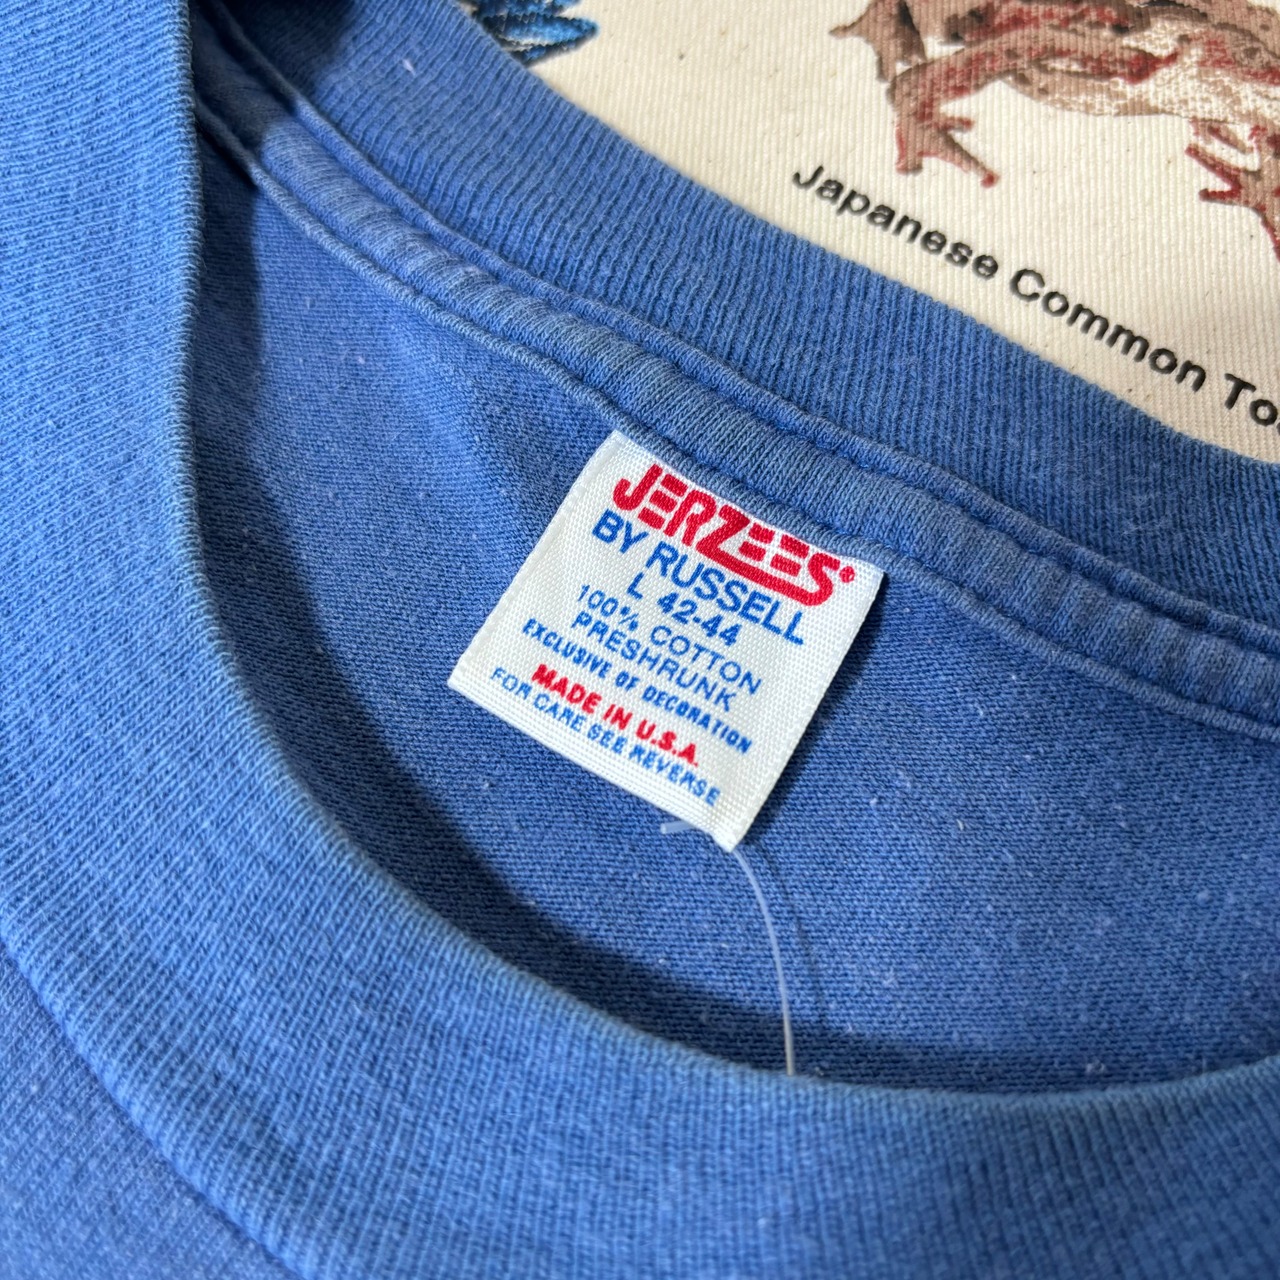 Japanese Common
JERZEES
BY RUSSELL
L 42-44
100% COTTON
PRESHRUNK
EXCLUSIVE OF DECORATION
MADE IN U.S.A.
FOR CARE SEE REVERSE